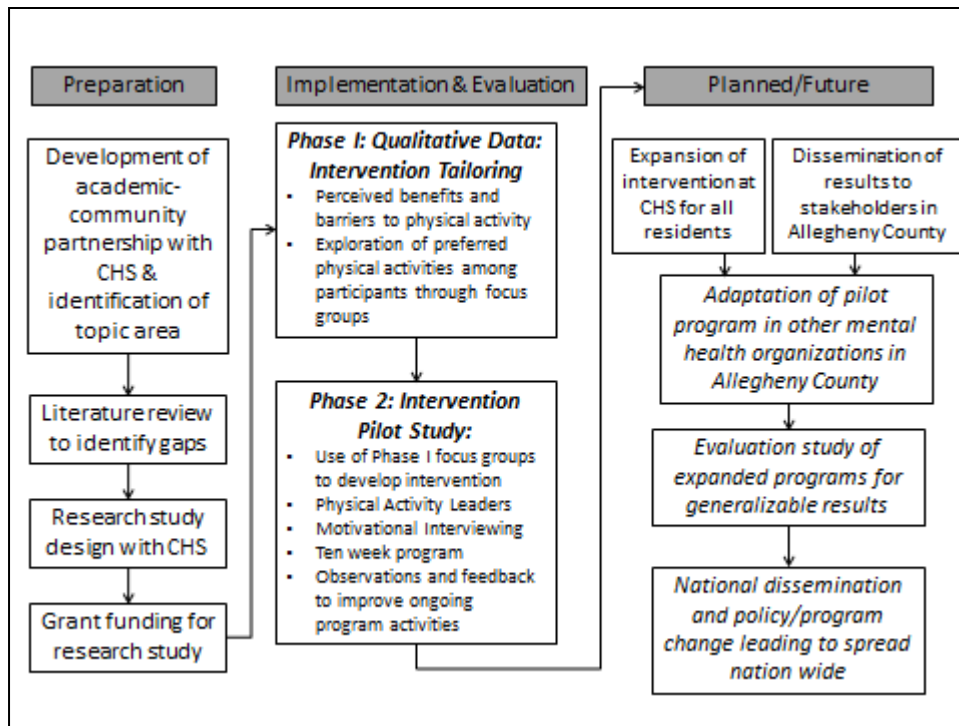 Preparation
Development of
academic-
community
partnership with
CHS &
identification of
topic area
Literature review
to identify gaps
Research study
design with CHS
Grant funding for
research study
Implementation & Evaluation
Phase I: Qualitative Data:
Intervention Tailoring
▪ Perceived benefits and
barriers to physical activity
▪ Exploration of preferred
physical activities among
participants through focus
groups
Phase 2: Intervention
Pilot Study:
▪ Use of Phase I focus groups
to develop intervention
▪ Physical Activity Leaders
▪ Motivational Interviewing
▪ Ten week program
▪ Observations and feedback
to improve ongoing
program activities
Planned/Future
Expansion of
intervention at
CHS for all
residents
Dissemination of
results to
stakeholders in
Allegheny County
Adaptation of pilot
program in other mental
health organizations in
Allegheny County
Evaluation study of
expanded programs for
generalizable results
National dissemination
and policy/program
change leading to spread
nation wide